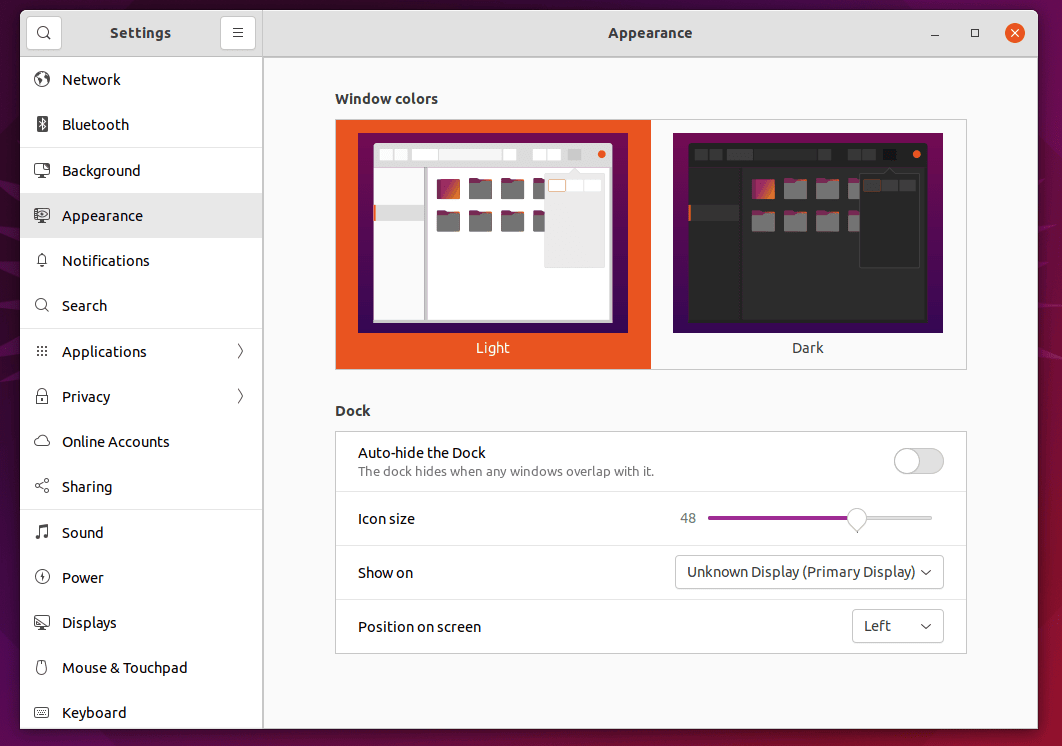 Settings
Appearance
Network
Bluetooth
Background
Appearance
Notifications
Search
Applications
Privacy
Online Accounts
Sharing
Sound
Power
Displays
Mouse & Touchpad
Keyboard
Window colors
Light
Dark
Dock
Auto-hide the Dock
The dock hides when any windows overlap with it.
Icon size
48
Show on
Unknown Display (Primary Display)
Position on screen
Left